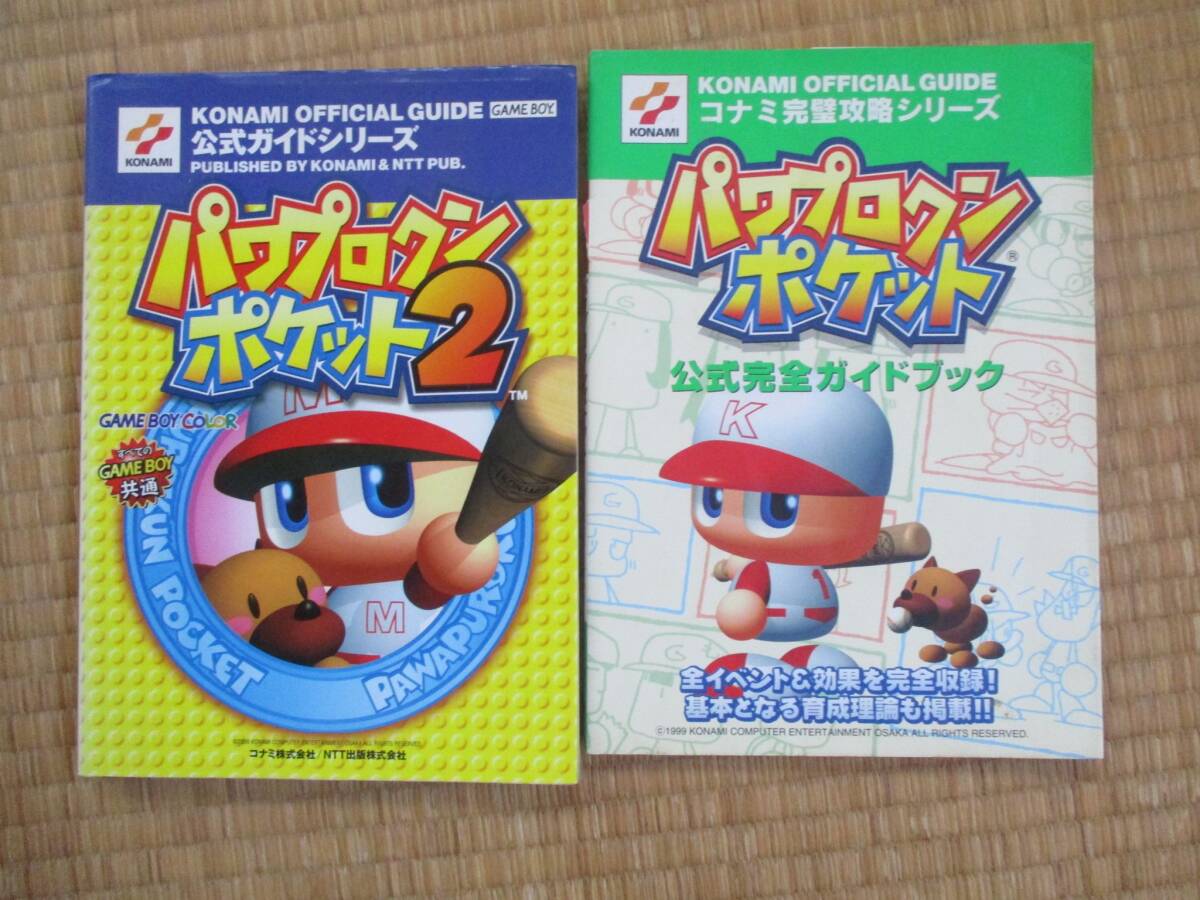 KONAMI
KONAMI OFFICIAL GUIDE GAME BOY
公式ガイドシリーズ
PUBLISHED BY KONAMI & NTT PUB.
パワプロクン
ポケット2
TM
GAME BOY COLOR
すべての
GAME BOY
共通
M
M
PAWAPUROKUN POCKET
コナミ株式会社/NTT出版株式会社
KONAMI
KONAMI OFFICIAL GUIDE
コナミ完璧攻略シリーズ
パワプロクン
ポケット
®
公式完全ガイドブック
K
全イベント&効果を完全収録!
基本となる育成理論も掲載!!
©1999 KONAMI COMPUTER ENTERTAINMENT OSAKA ALL RIGHTS RESERVED.